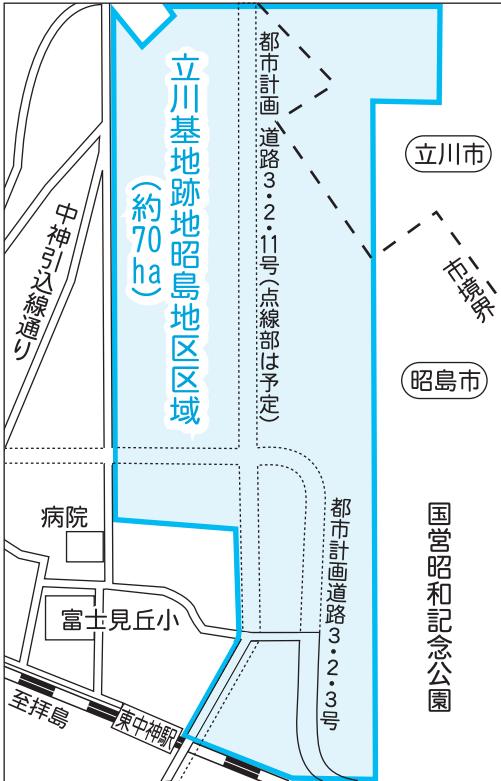 立川基地跡地昭島地区区域
(約70ha)
都市計画道路3・2・11号(点線部は予定)
立川市
市境界
昭島市
中神引込線通り
国営昭和記念公園
都市計画道路3・2・3号
病院
富士見丘小
至拝島
東中神駅